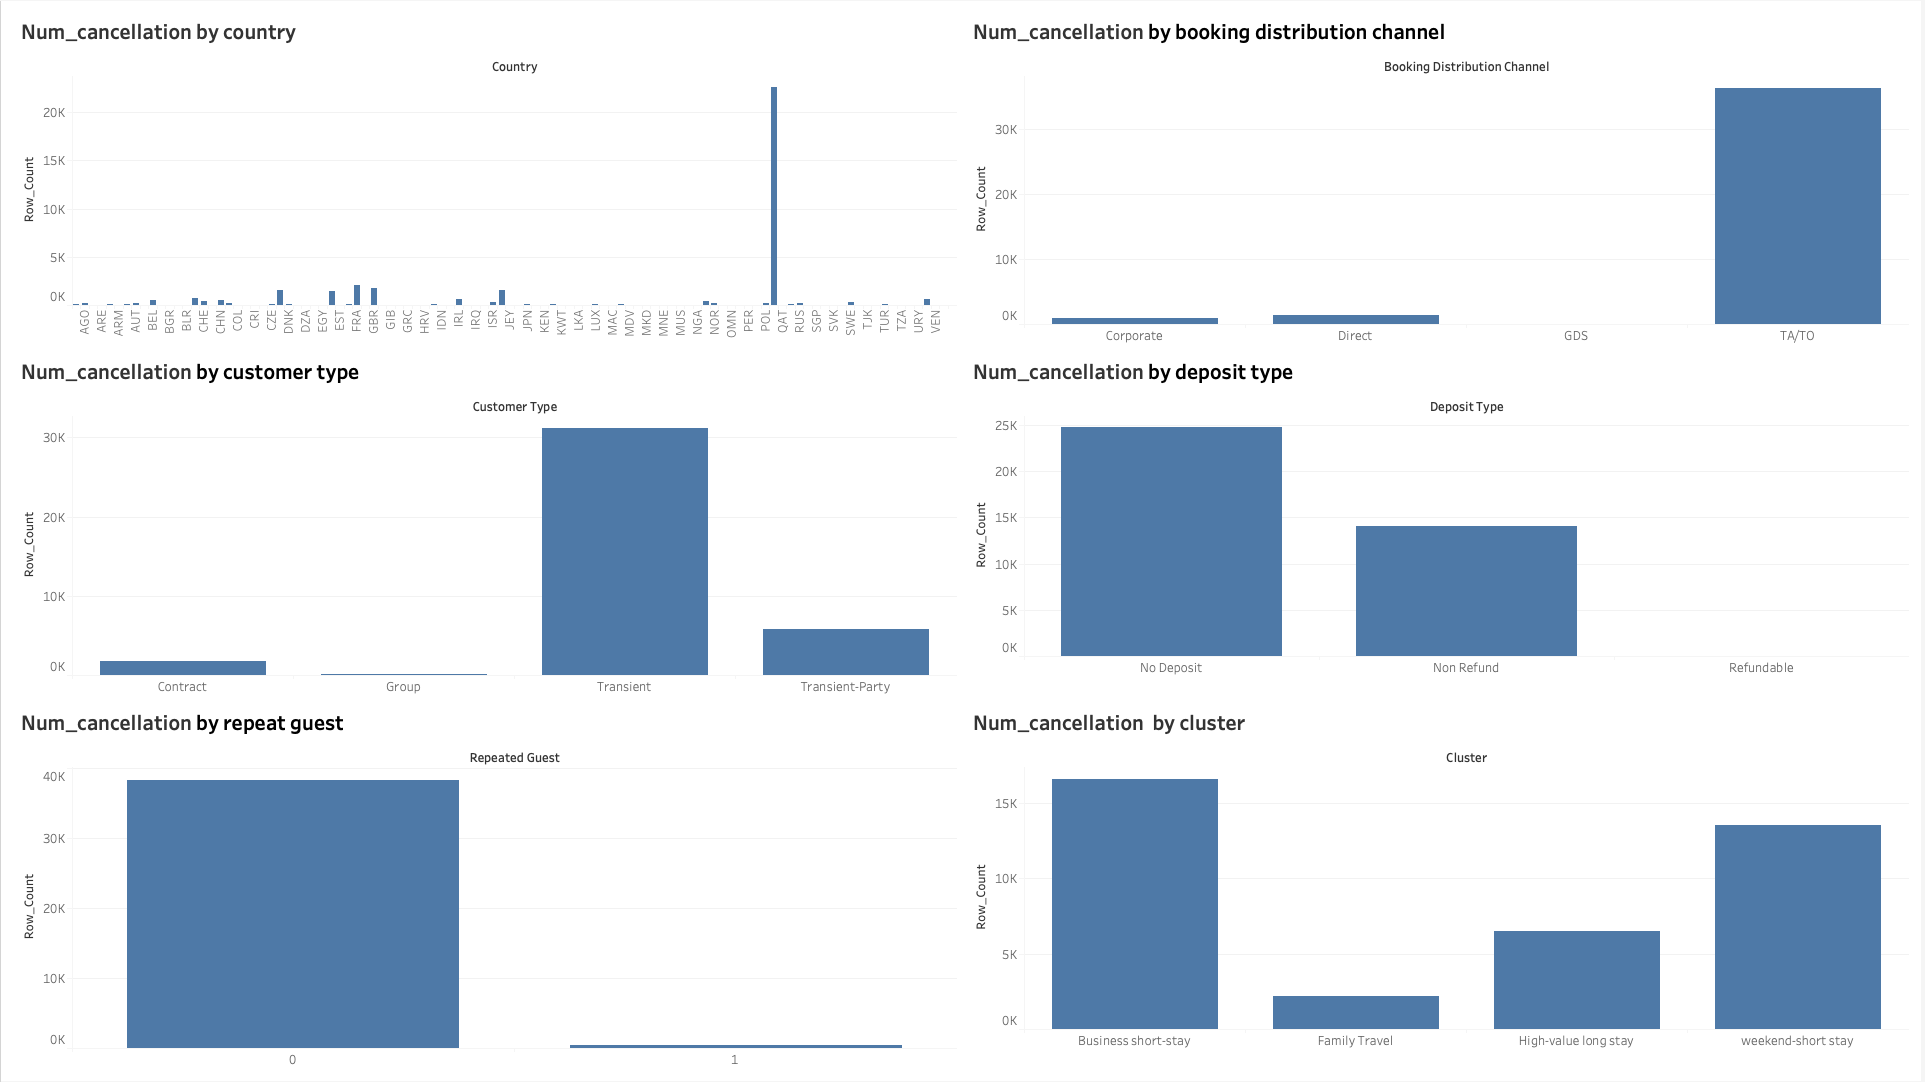 Num_cancellation by country
Country
Row_Count
20K
15K
10K
5K
0K
AGO ARE ARM AUT BEL BGR BLR CHE CHN COL CRI CZE DNK DZA EGY EST FRA GBR GIB GRC HRV IDN IRL IRQ ISR JEY JPN KEN KWT LKA LUX MAC MDV MKD MNE MUS NGA NOR OMN PER POL QAT RUS SGP SVK SWE TJK TUR TZA URY VEN
Num_cancellation by booking distribution channel
Booking Distribution Channel
Row_Count
30K
20K
10K
0K
Corporate Direct GDS TA/TO
Num_cancellation by customer type
Customer Type
Row_Count
30K
20K
10K
0K
Contract Group Transient Transient-Party
Num_cancellation by deposit type
Deposit Type
Row_Count
25K
20K
15K
10K
5K
0K
No Deposit Non Refund Refundable
Num_cancellation by repeat guest
Repeated Guest
Row_Count
40K
30K
20K
10K
0K
0 1
Num_cancellation by cluster
Cluster
Row_Count
15K
10K
5K
0K
Business short-stay Family Travel High-value long stay weekend-short stay